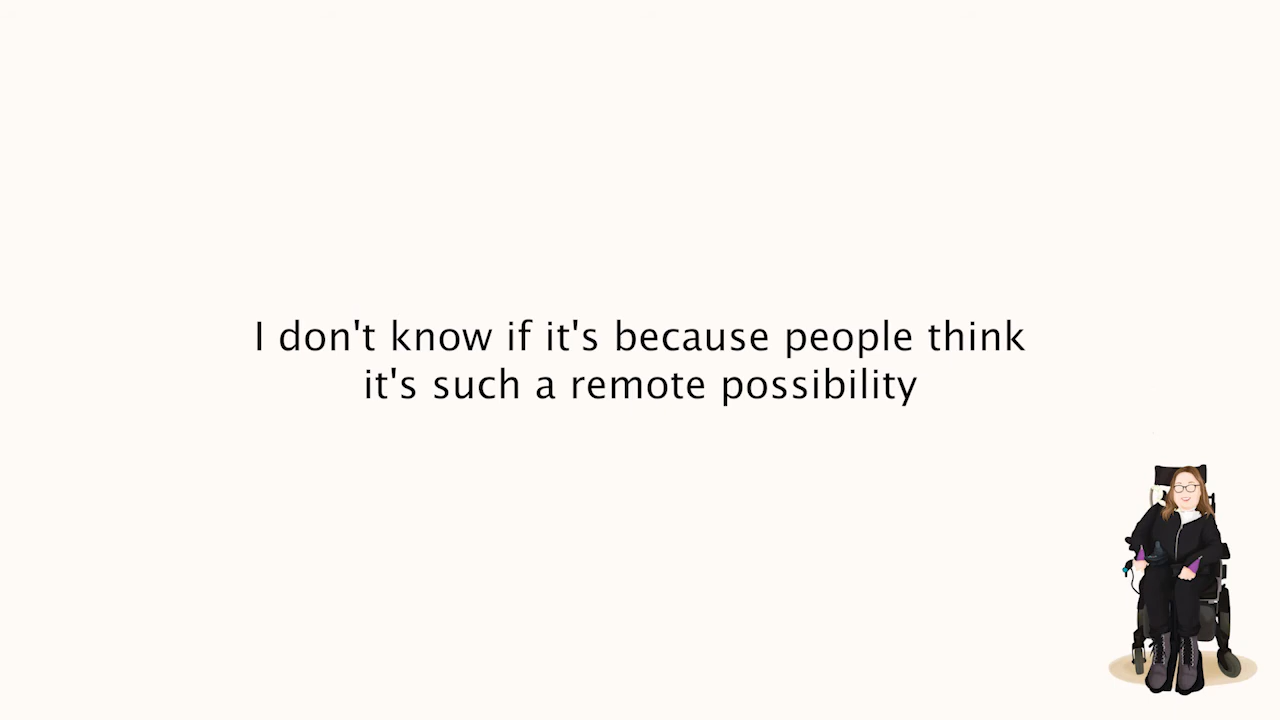 I don't know if it's because people think
it's such a remote possibility